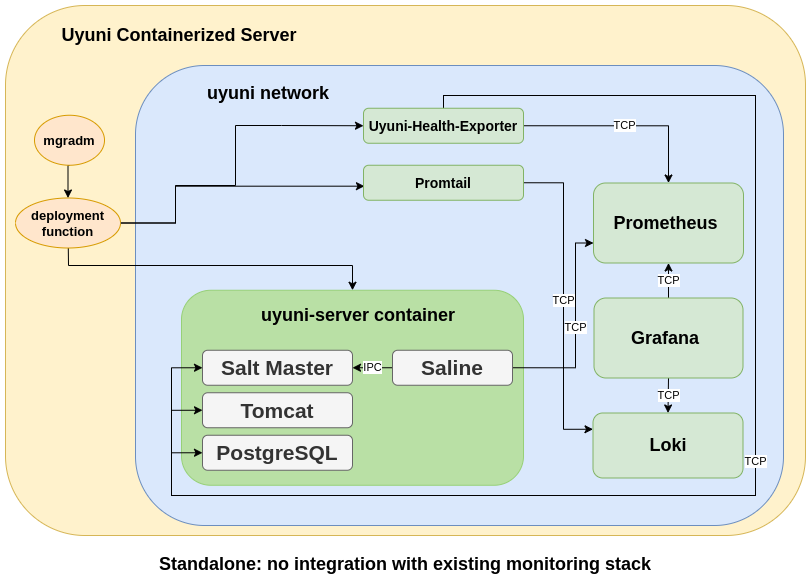 Uyuni Containerized Server
uyuni network
mgradm
Uyuni-Health-Exporter
TCP
Promtail
deployment
function
Prometheus
TCP
TCP
TCP
uyuni-server container
Grafana
Salt Master
IPC
Saline
TCP
Tomcat
PostgreSQL
Loki
TCP
Standalone: no integration with existing monitoring stack